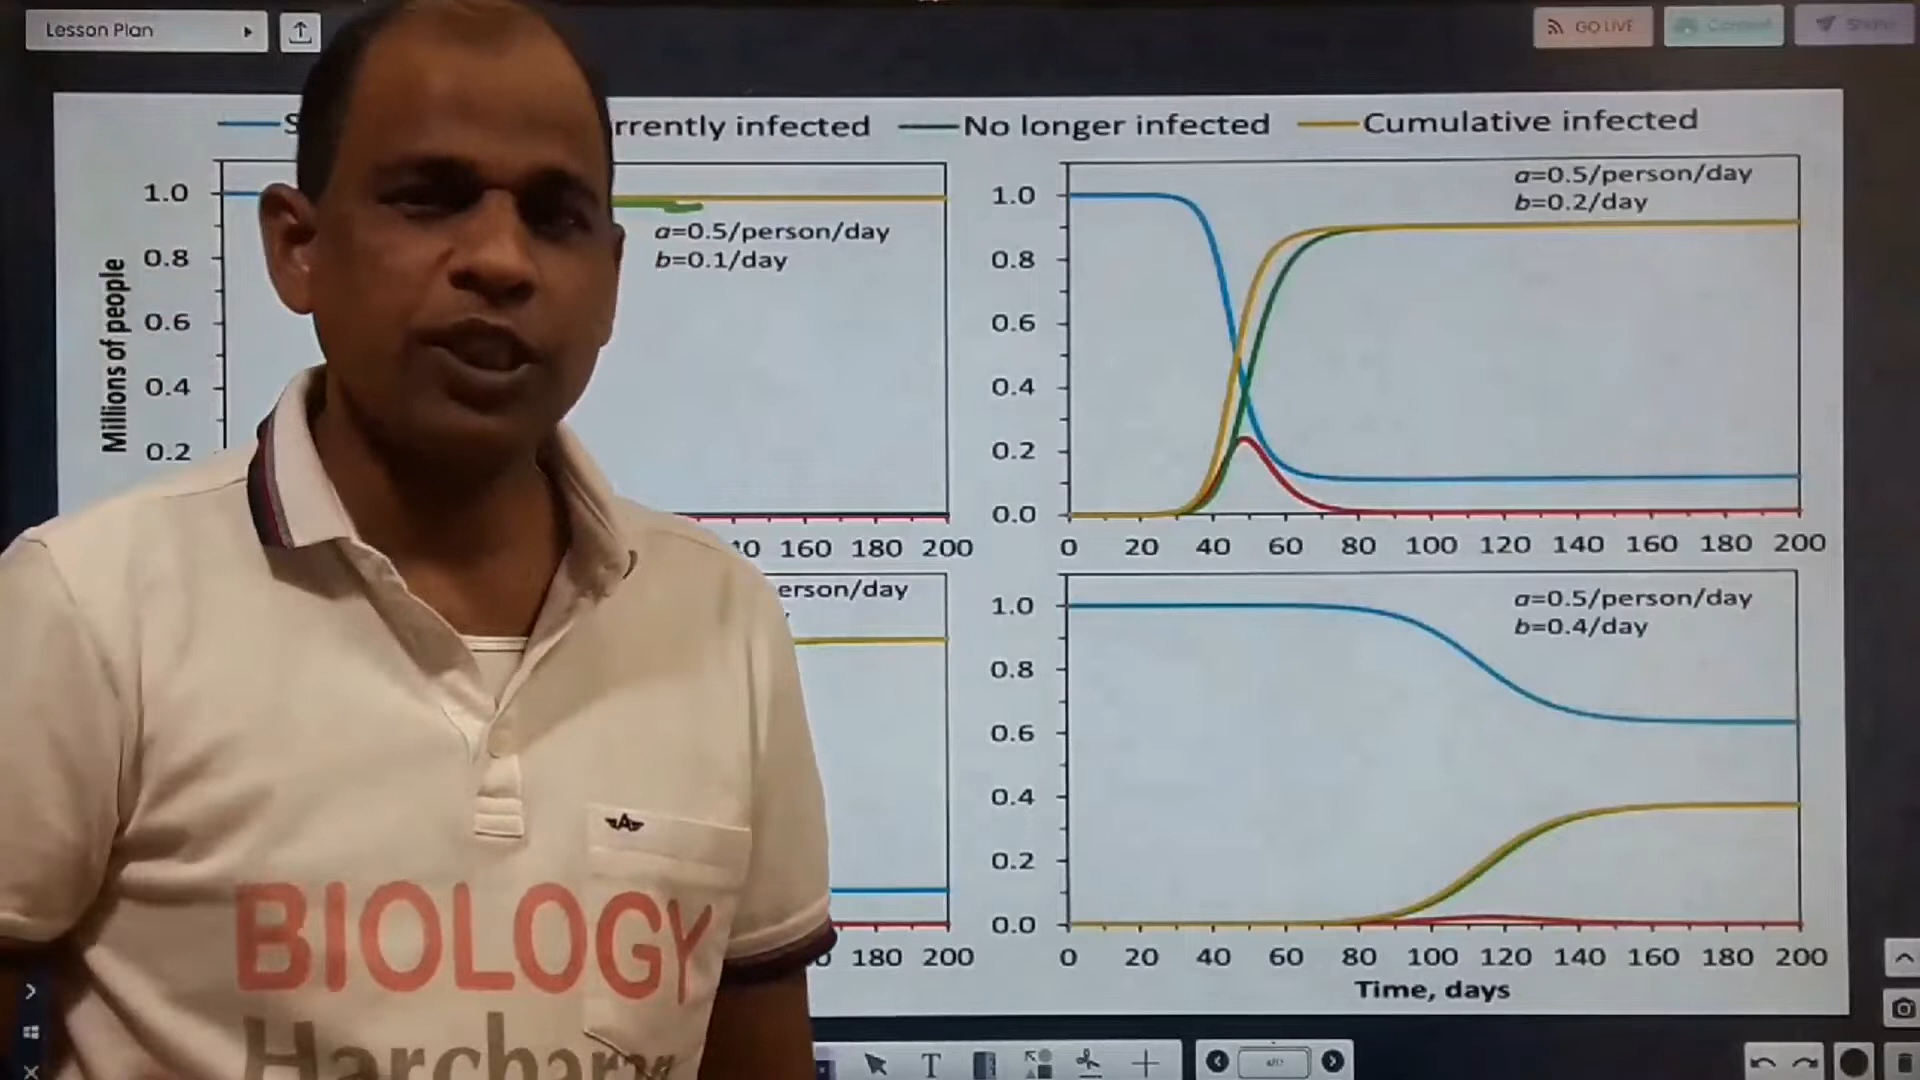 Lesson Plan
GO LIVE
Content
Share
rrently infected
No longer infected
Cumulative infected
Millions of people
1.0
0.8
0.6
0.4
0.2
a=0.5/person/day
b=0.1/day
160 180 200
1.0
0.8
0.6
0.4
0.2
0.0
a=0.5/person/day
b=0.2/day
0 20 40 60 80 100 120 140 160 180 200
erson/day
180 200
1.0
0.8
0.6
0.4
0.2
0.0
a=0.5/person/day
b=0.4/day
0 20 40 60 80 100 120 140 160 180 200
Time, days
A
BIOLOGY
Harcharan
T